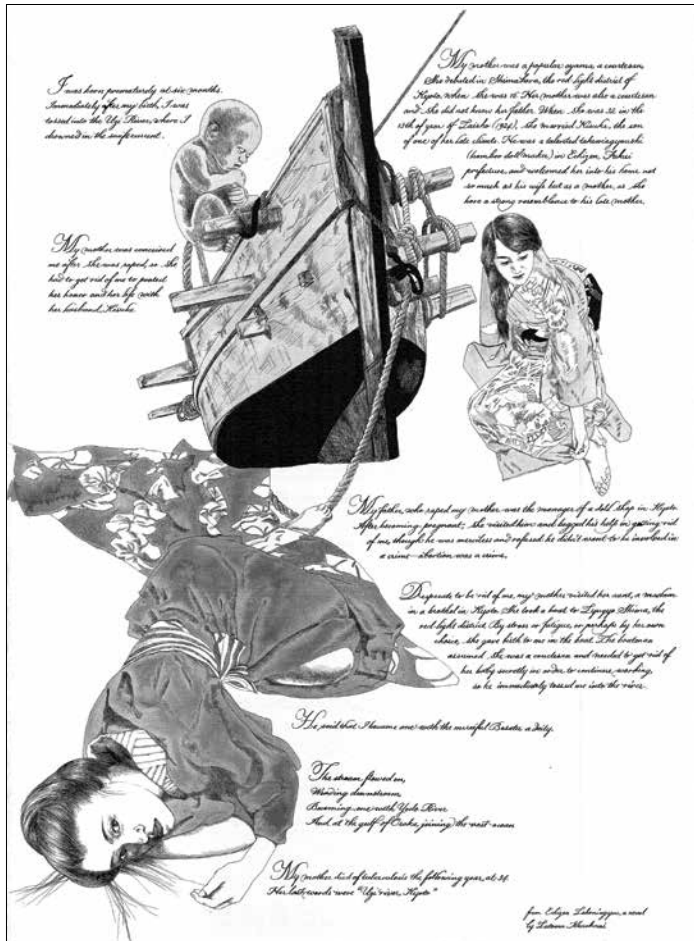 I was born prematurely at six months.
Immediately after my birth, I was
tossed into the Uji River, where I
drowned in the swift current.
My mother was conceived
me after she was raped, so she
had to get rid of me to protect
her honor and her life with
her husband, Kisuke.
My mother was a popular oyama, a courtesan.
She debuted in Shimabara, the red light district of
Kyoto, when she was 15. Her mother was also a courtesan
and she did not know her father. When she was 32, in the
13th of year of Taisho (1924), she married Kisuke, the son
of one of her late clients. He was a talented takeningyoushi
(bamboo doll maker) in Echizen, Fukui
prefecture, and welcomed her into his home not
so much as his wife but as a mother, as she
bore a strong resemblance to his late mother.
My father, who raped my mother was the manager of a doll shop in Kyoto.
After becoming pregnant, she visited him and begged his help in getting rid
of me, though he was merciless and refused he didn't want to be involved in
a crime - abortion was a crime.
Desperate to be rid of me, my mother visited her aunt, a madam
in a brothel in Kyoto. She took a boat to Shima, the
red light district. By stress or fatigue, or perhaps by her own
choice, she gave birth to me in the boat. The boatman
assumed she was a courtesan and needed to get rid of
her baby secretly in order to continue working,
so he immediately tossed me into the river.
He said that I became one with the merciful a deity.
The stream flowed on,
Winding downstream
Becoming one with Yodo River
And at the gulf of Osaka, joining the vast ocean
My mother died of tuberculosis the following year, at 34.
Her last words were "Uji river, Kyoto"
from Echizen Takeningyou, a novel
by Tsutomu Minakami